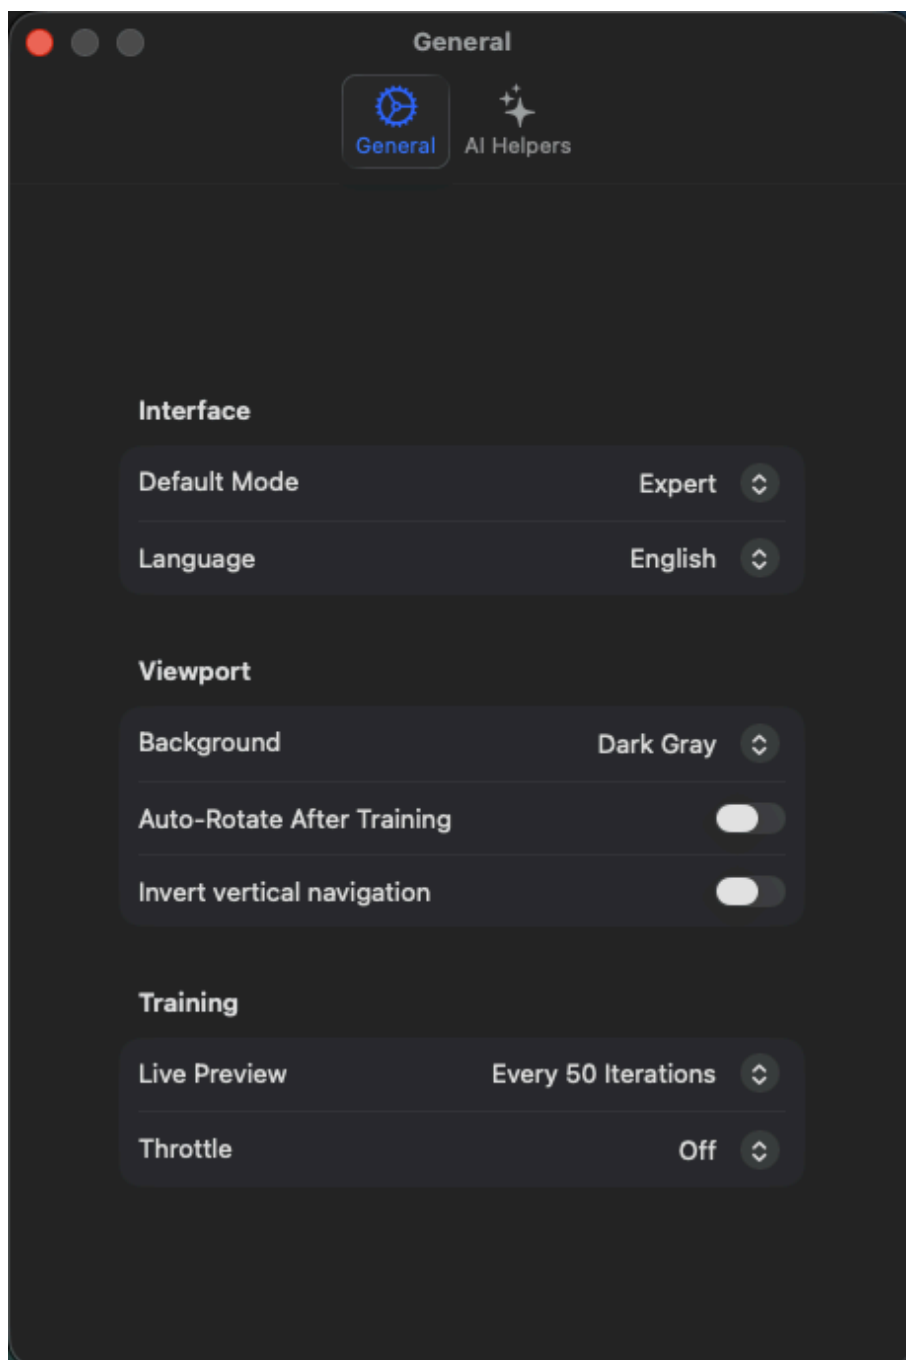 General
General
AI Helpers
Interface
Default Mode Expert
Language English
Viewport
Background Dark Gray
Auto-Rotate After Training
Invert vertical navigation
Training
Live Preview Every 50 Iterations
Throttle Off